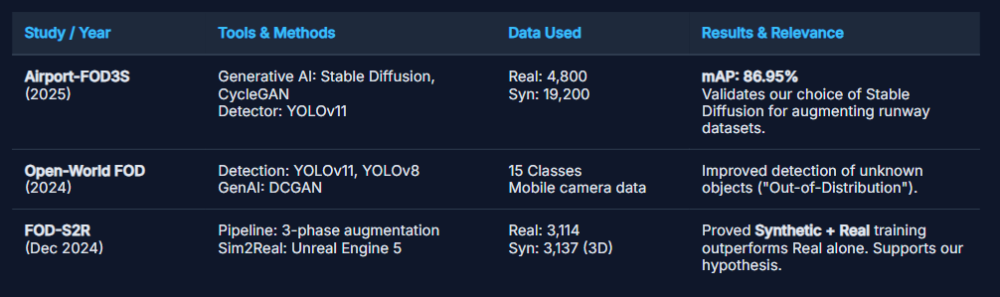 Study / Year
Tools & Methods
Data Used
Results & Relevance
Airport-FOD3S
(2025)
Generative AI: Stable Diffusion,
CycleGAN
Detector: YOLOv11
Real: 4,800
Syn: 19,200
mAP: 86.95%
Validates our choice of Stable
Diffusion for augmenting runway
datasets.
Open-World FOD
(2024)
Detection: YOLOv11, YOLOv8
GenAI: DCGAN
15 Classes
Mobile camera data
Improved detection of unknown
objects ("Out-of-Distribution").
FOD-S2R
(Dec 2024)
Pipeline: 3-phase augmentation
Sim2Real: Unreal Engine 5
Real: 3,114
Syn: 3,137 (3D)
Proved Synthetic + Real training
outperforms Real alone. Supports our
hypothesis.